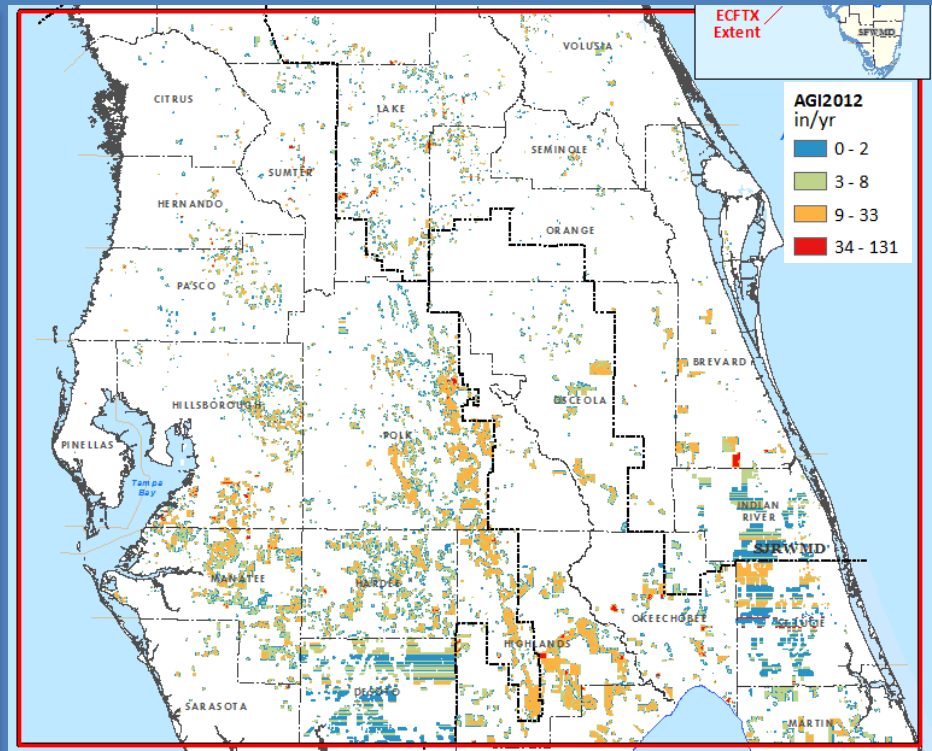 ECFTX
Extent
SFWMD
VOLUSIA
AGI2012
in/yr
0 - 2
3 - 8
9 - 33
34 - 131
CITRUS
LAKE
SEMINOLE
SUMTER
HERNANDO
ORANGE
PASCO
BREVARD
HILLSBOROUGH
OSCEOLA
POLK
PINELLAS
Tampa
Bay
INDIAN
RIVER
SJRWMD
MANATEE
HARDEE
OKEECHOBEE
ST LUCIE
HIGHLANDS
DESOTO
SARASOTA
MARTIN